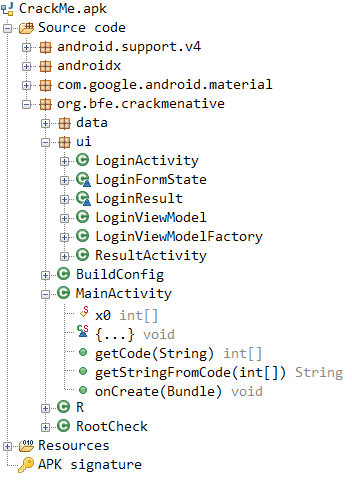 CrackMe.apk
Source code
android.support.v4
androidx
com.google.android.material
org.bfe.crackmenative
data
ui
LoginActivity
LoginFormState
LoginResult
LoginViewModel
LoginViewModelFactory
ResultActivity
BuildConfig
MainActivity
x0 int[]
{...} void
getCode(String) int[]
getStringFromCode(int[]) String
onCreate(Bundle) void
R
RootCheck
Resources
APK signature